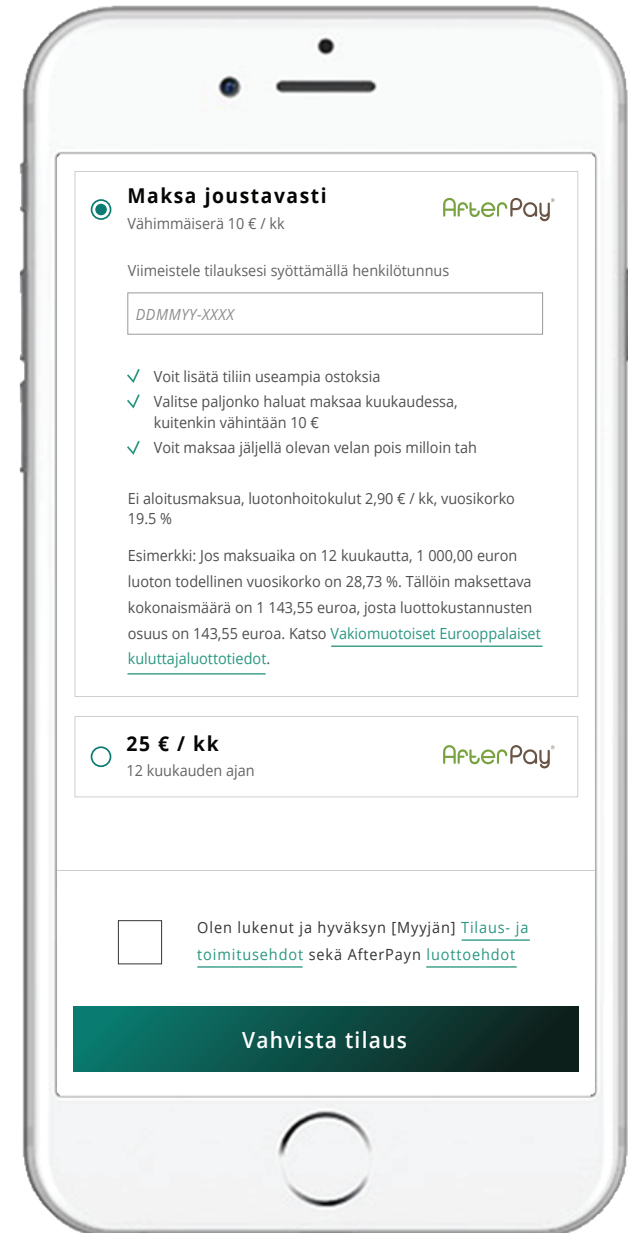 Maksa joustavasti
AfterPay
Vähimmäiserä 10 € / kk
Viimeistele tilauksesi syöttämällä henkilötunnus
DDMMYY-XXXX
Voit lisätä tiliin useampia ostoksia
Valitse paljonko haluat maksaa kuukaudessa,
kuitenkin vähintään 10 €
Voit maksaa jäljellä olevan velan pois milloin tah
Ei aloitusmaksua, luotonhoitokulut 2,90 € / kk, vuosikorko
19.5 %
Esimerkki: Jos maksuaika on 12 kuukautta, 1 000,00 euron
luoton todellinen vuosikorko on 28,73 %. Tällöin maksettava
kokonaismäärä on 1 143,55 euroa, josta luottokustannusten
osuus on 143,55 euroa. Katso Vakiomuotoiset Eurooppalaiset
kuluttajaluottotiedot.
25 € / kk
AfterPay
12 kuukauden ajan
Olen lukenut ja hyväksyn [Myyjän] Tilaus- ja
toimitusehdot sekä AfterPayn luottoehdot
Vahvista tilaus